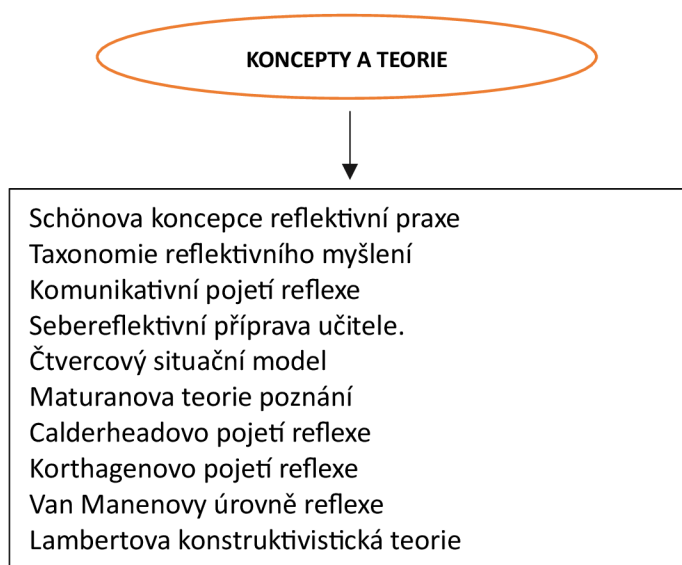 KONCEPTY A TEORIE
Schönova koncepce reflektivní praxe
Taxonomie reflektivního myšlení
Komunikativní pojetí reflexe
Sebereflektivní příprava učitele.
Čtvercový situační model
Maturanova teorie poznání
Calderheadovo pojetí reflexe
Korthagenovo pojetí reflexe
Van Manenovy úrovně reflexe
Lambertova konstruktivistická teorie